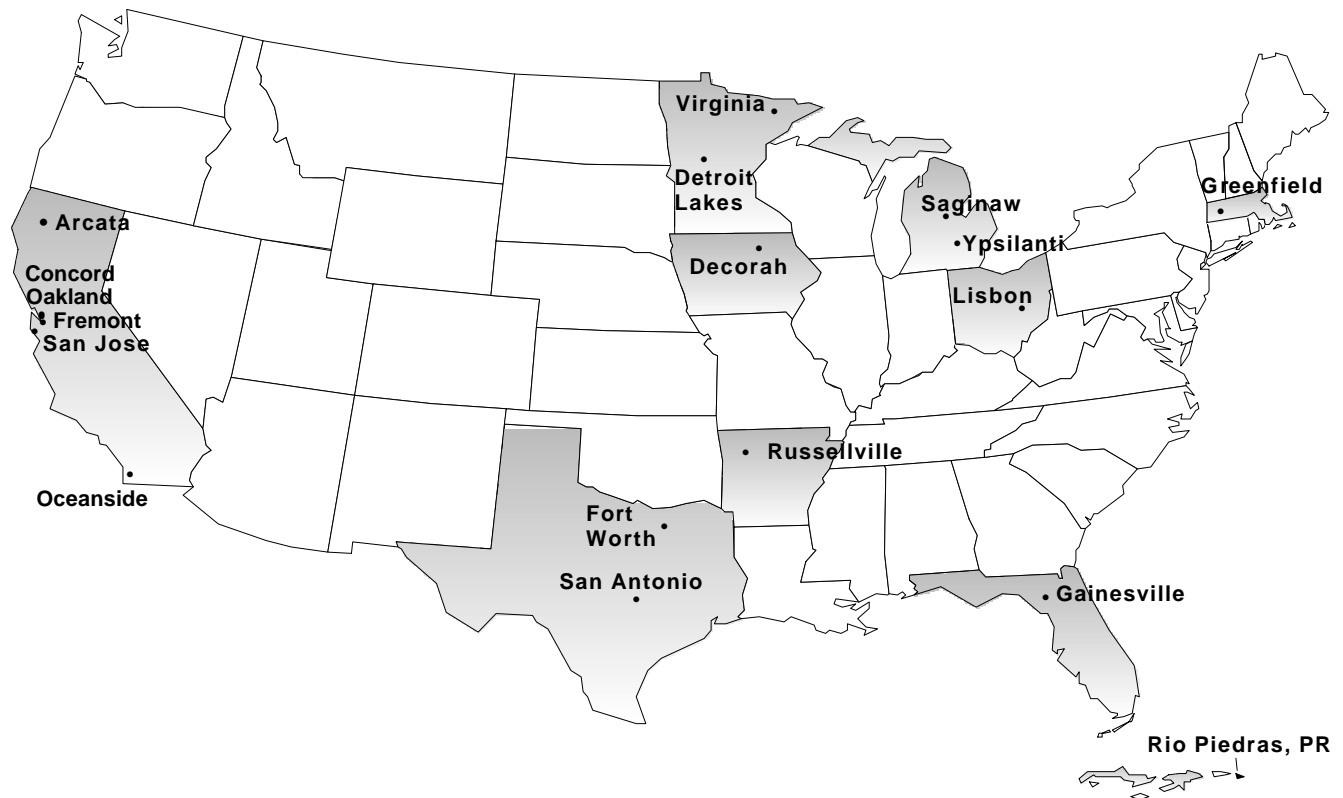 Virginia
Detroit
Lakes
Greenfield
Saginaw
Ypsilanti
Arcata
Decorah
Concord
Oakland
Lisbon
Fremont
San Jose
Russellville
Oceanside
Fort
Worth
San Antonio
Gainesville
Rio Piedras, PR